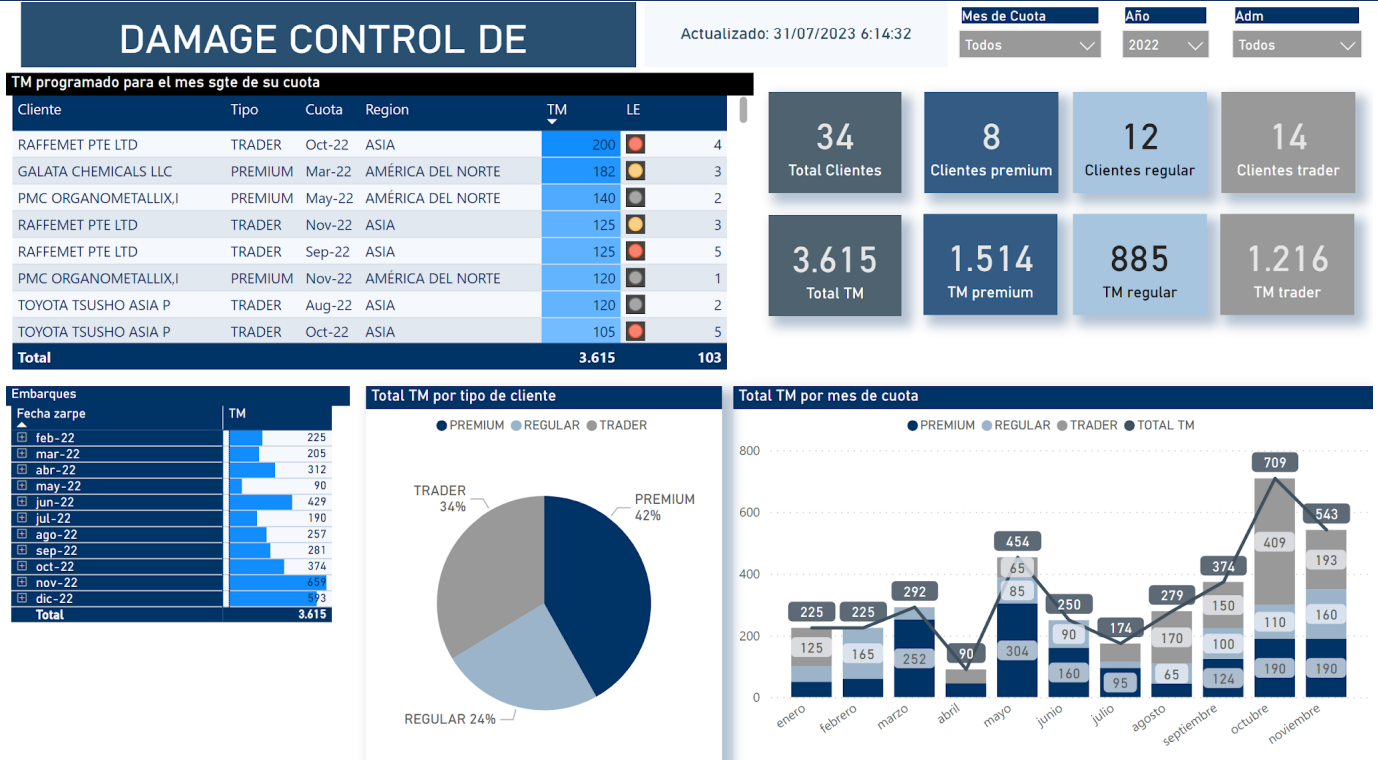 DAMAGE CONTROL DE
Actualizado: 31/07/2023 6:14:32
Mes de Cuota
Todos
Año
2022
Adm
Todos
TM programado para el mes sgte de su cuota
Cliente Tipo Cuota Region TM LE
RAFFEMET PTE LTD TRADER Oct-22 ASIA 200 4
GALATA CHEMICALS LLC PREMIUM Mar-22 AMÉRICA DEL NORTE 182 3
PMC ORGANOMETALLIX,I PREMIUM May-22 AMÉRICA DEL NORTE 140 2
RAFFEMET PTE LTD TRADER Nov-22 ASIA 125 3
RAFFEMET PTE LTD TRADER Sep-22 ASIA 125 5
PMC ORGANOMETALLIX,I PREMIUM Nov-22 AMÉRICA DEL NORTE 120 1
TOYOTA TSUSHO ASIA P TRADER Aug-22 ASIA 120 2
TOYOTA TSUSHO ASIA P TRADER Oct-22 ASIA 105 5
Total 3.615 103
34
Total Clientes
8
Clientes premium
12
Clientes regular
14
Clientes trader
3.615
Total TM
1.514
TM premium
885
TM regular
1.216
TM trader
Embarques
Fecha zarpe TM
feb-22 225
mar-22 205
abr-22 312
may-22 90
jun-22 429
jul-22 190
ago-22 257
sep-22 281
oct-22 374
nov-22 659
dic-22 593
Total 3.615
Total TM por tipo de cliente
PREMIUM REGULAR TRADER
TRADER
34%
PREMIUM
42%
REGULAR 24%
Total TM por mes de cuota
PREMIUM REGULAR TRADER TOTAL TM
800
600
400
200
0
225
125
225
165
292
252
90
454
65
85
304
250
90
160
174
95
279
170
65
374
150
100
124
709
409
110
190
543
193
160
190
enero
febrero
marzo
abril
mayo
junio
julio
agosto
septiembre
octubre
noviembre